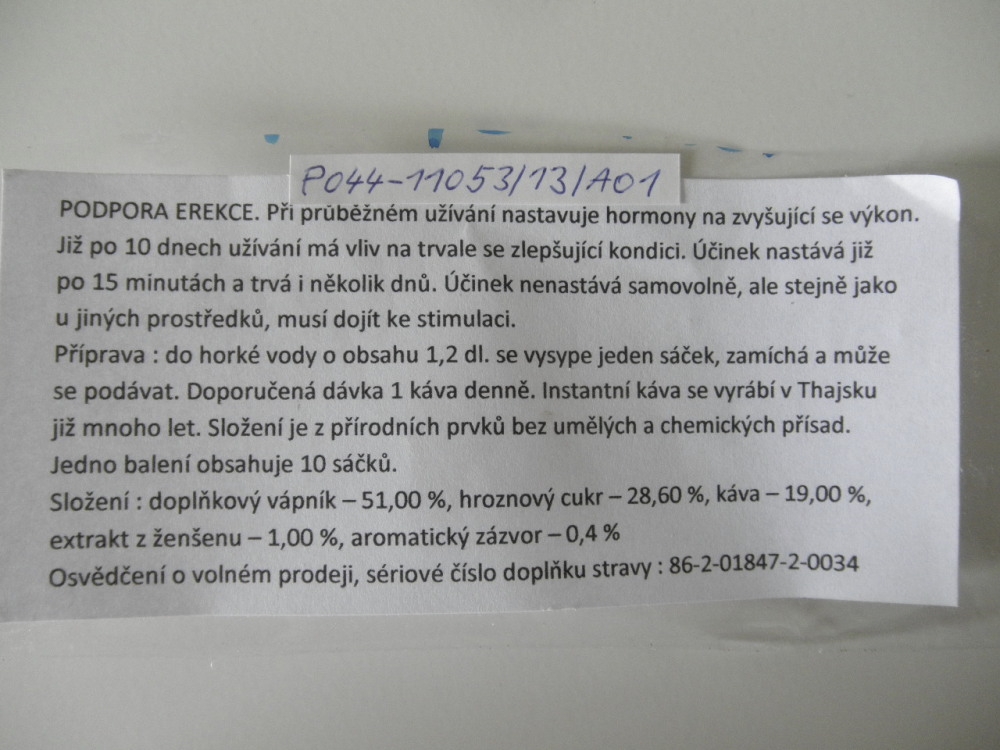 P044-11053/13/A01
PODPORA EREKCE. Při průběžném užívání nastavuje hormony na zvyšující se výkon.
Již po 10 dnech užívání má vliv na trvale se zlepšující kondici. Účinek nastává již
po 15 minutách a trvá i několik dnů. Účinek nenastává samovolně, ale stejně jako
u jiných prostředků, musí dojít ke stimulaci.
Příprava : do horké vody o obsahu 1,2 dl. se vysype jeden sáček, zamíchá a může
se podávat. Doporučená dávka 1 káva denně. Instantní káva se vyrábí v Thajsku
již mnoho let. Složení je z přírodních prvků bez umělých a chemických přísad.
Jedno balení obsahuje 10 sáčků.
Složení : doplňkový vápník – 51,00 %, hroznový cukr – 28,60 %, káva – 19,00 %,
extrakt z ženšenu – 1,00 %, aromatický zázvor – 0,4 %
Osvědčení o volném prodeji, sériové číslo doplňku stravy : 86-2-01847-2-0034